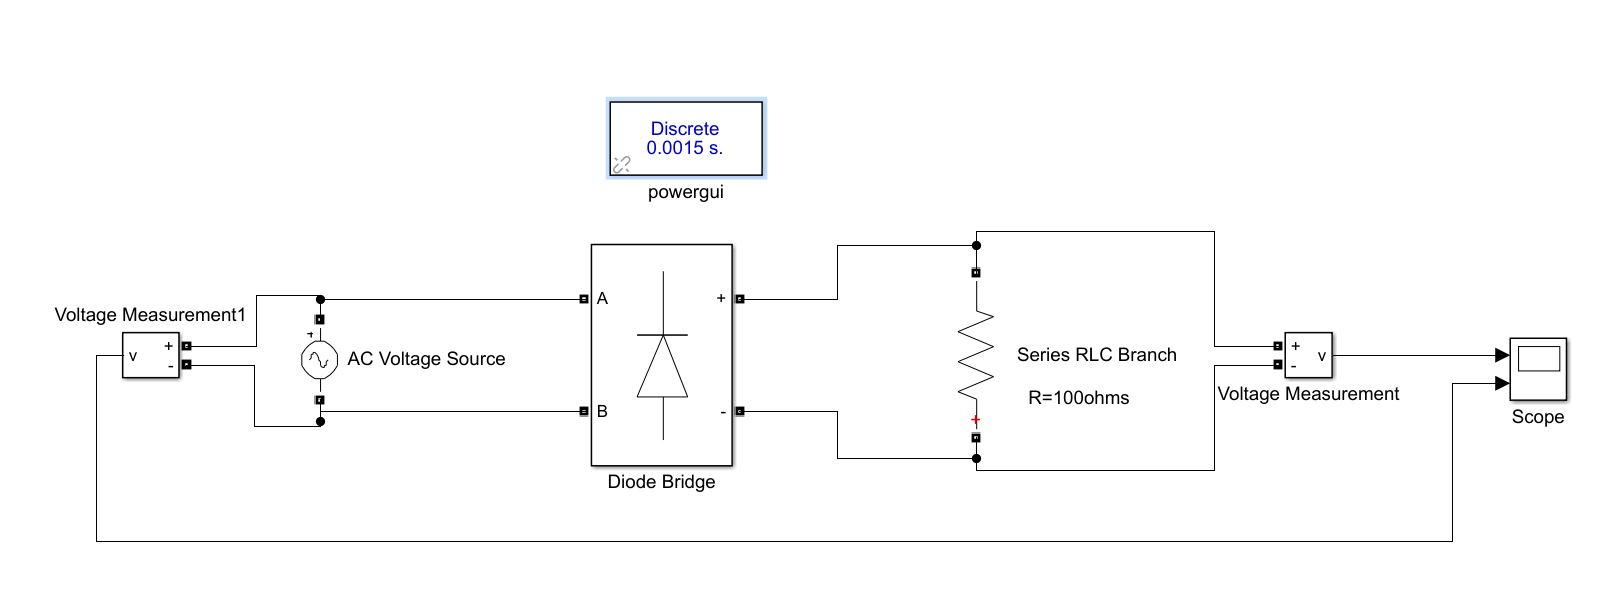 Discrete
0.0015 s.
powergui
Voltage Measurement1
+
v
-
+
AC Voltage Source
A
+
B
-
Diode Bridge
Series RLC Branch
R=100ohms
+
+
v
-
Voltage Measurement
Scope